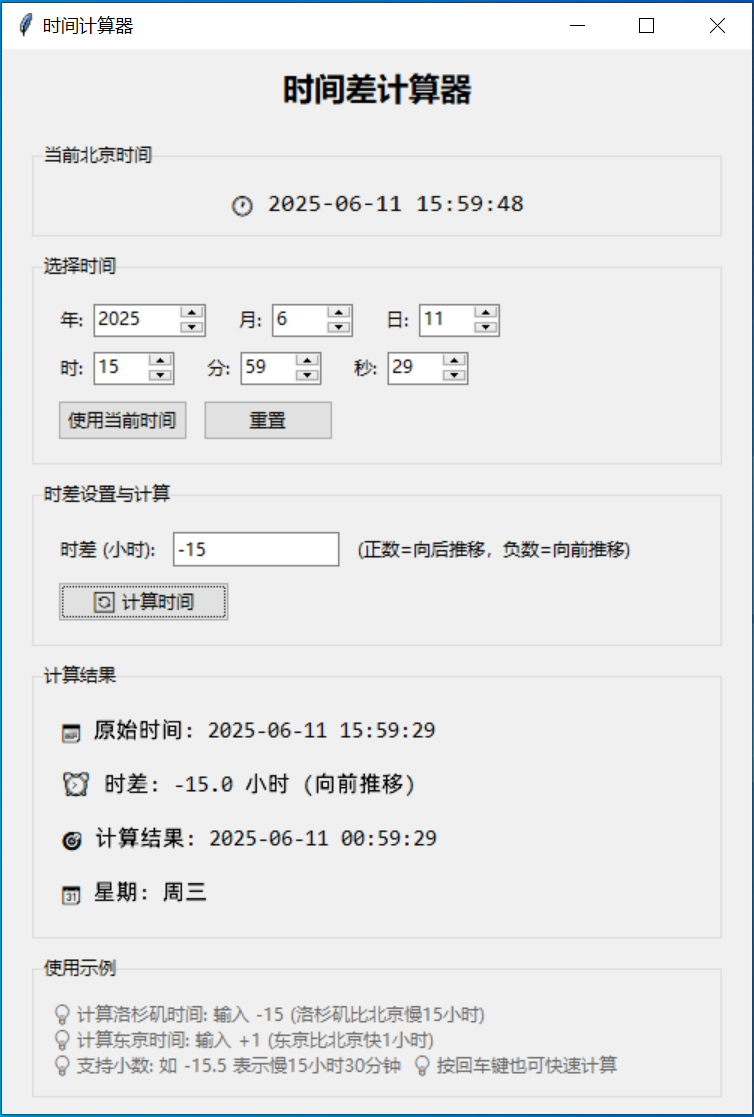 时间计算器
时间差计算器
当前北京时间
2025-06-11 15:59:48
选择时间
年: 2025 月: 6 日: 11
时: 15 分: 59 秒: 29
使用当前时间 重置
时差设置与计算
时差 (小时): -15 (正数=向后推移，负数=向前推移)
计算时间
计算结果
原始时间: 2025-06-11 15:59:29
时差: -15.0 小时 (向前推移)
计算结果: 2025-06-11 00:59:29
星期: 周三
使用示例
计算洛杉矶时间: 输入 -15 (洛杉矶比北京慢15小时)
计算东京时间: 输入 +1 (东京比北京快1小时)
支持小数: 如 -15.5 表示慢15小时30分钟 按回车键也可快速计算